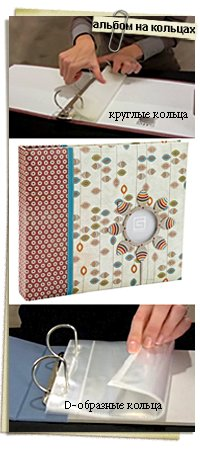 альбом на кольцах
круглые кольца
D-образные кольца